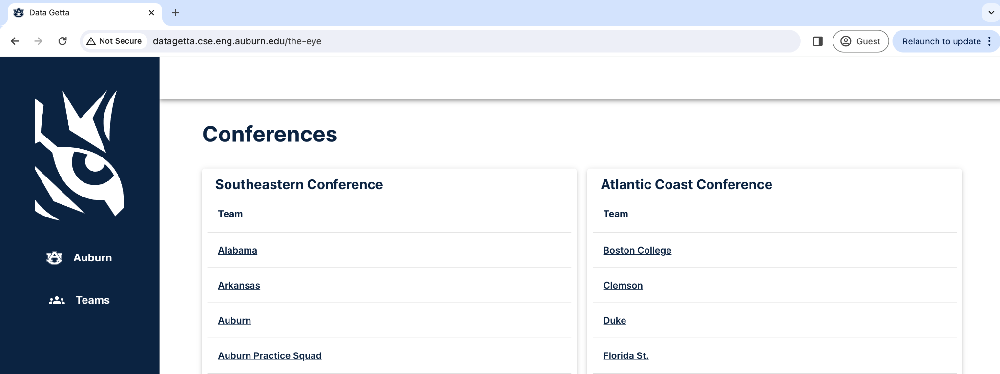 Data Getta
Not Secure datagetta.cse.eng.auburn.edu/the-eye Guest Relaunch to update
Auburn
Teams
Conferences
Southeastern Conference
Team
Alabama
Arkansas
Auburn
Auburn Practice Squad
Atlantic Coast Conference
Team
Boston College
Clemson
Duke
Florida St.